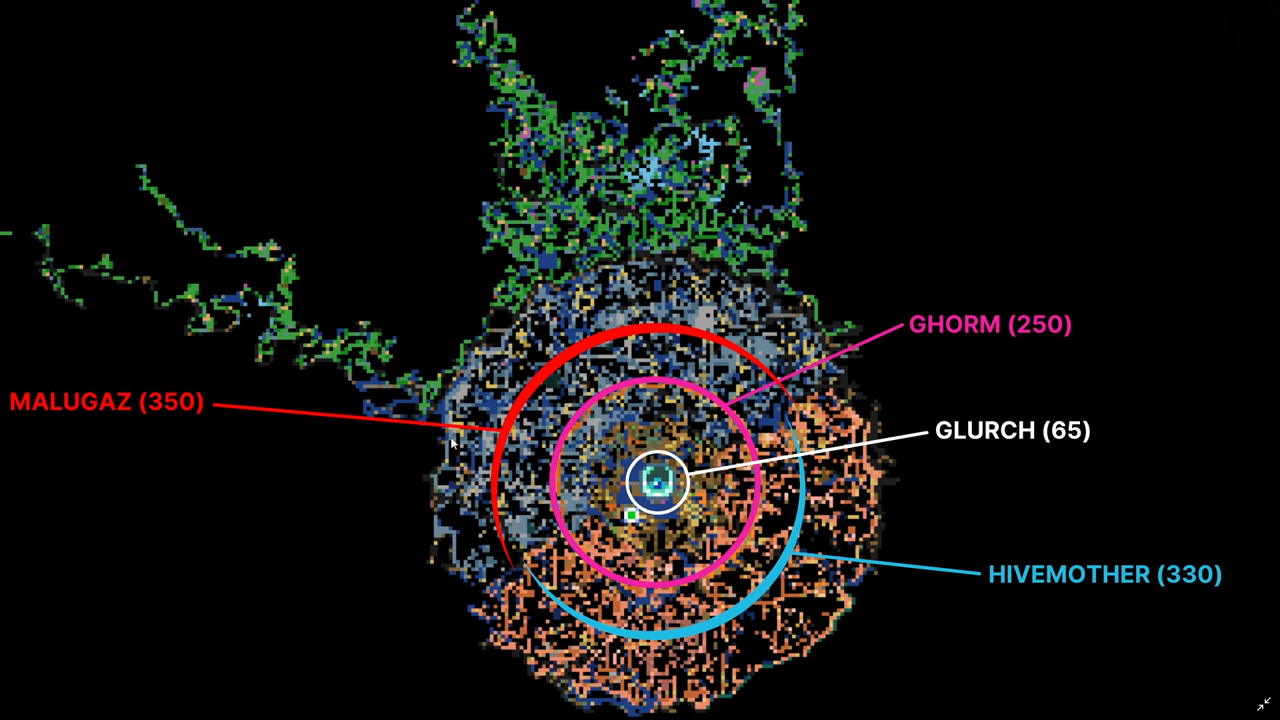 GHORM (250)
MALUGAZ (350)
GLURCH (65)
HIVEMOTHER (330)